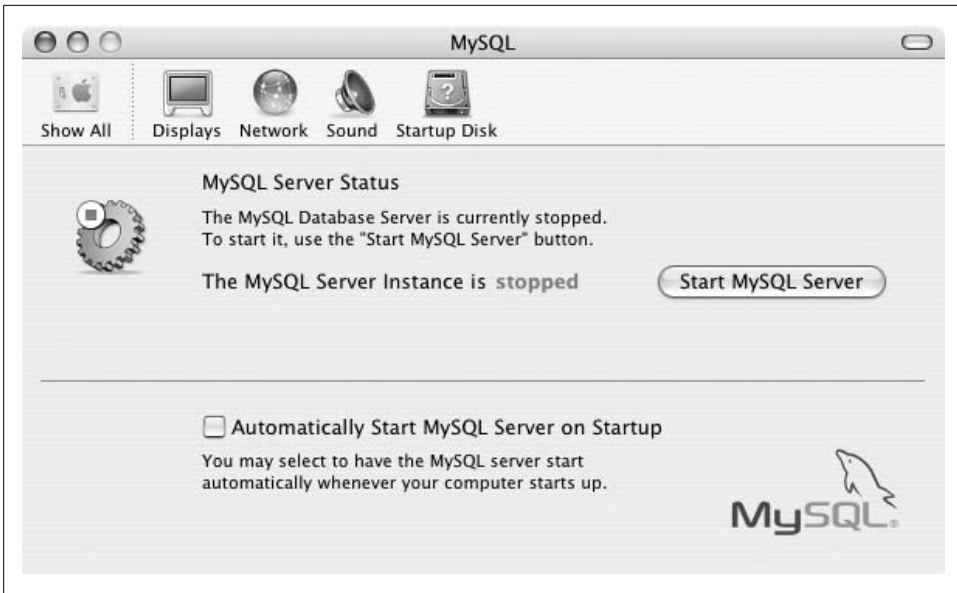 MySQL
Show All
Displays
Network
Sound
Startup Disk
MySQL Server Status
The MySQL Database Server is currently stopped.
To start it, use the "Start MySQL Server" button.
The MySQL Server Instance is stopped
Start MySQL Server
Automatically Start MySQL Server on Startup
You may select to have the MySQL server start
automatically whenever your computer starts up.
MySQL®